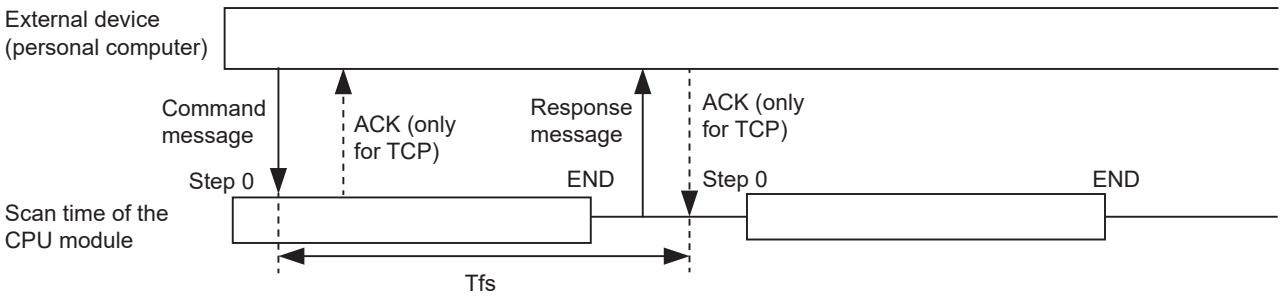 External device
(personal computer)
Command
message
ACK (only
for TCP)
Response
message
ACK (only
for TCP)
Step 0
END
Step 0
END
Scan time of the
CPU module
Tfs